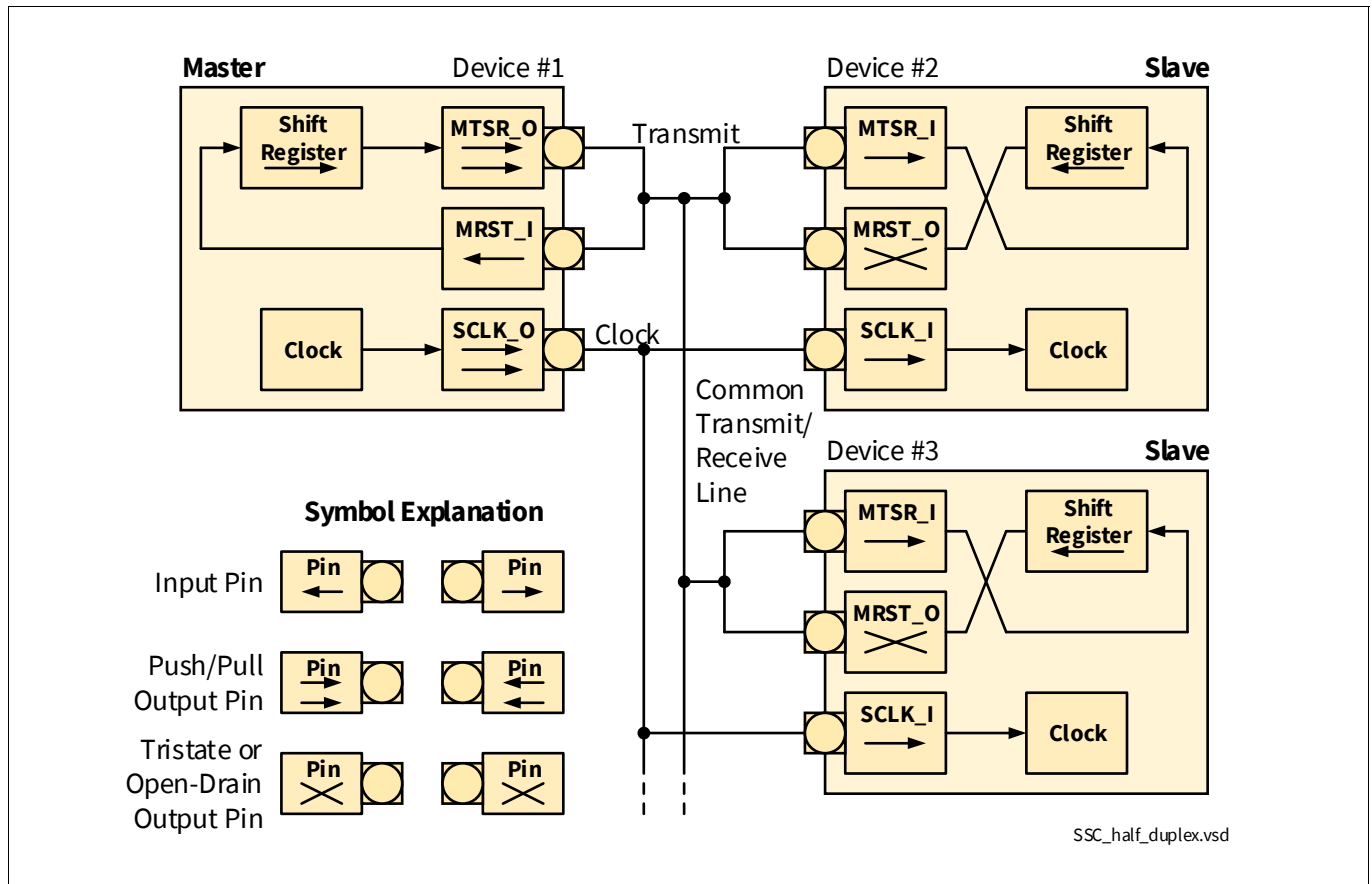 Master
Device #1
Shift
Register
MTSR_O
MRST_I
Clock
SCLK_O
Transmit
Clock
Common
Transmit/
Receive
Line
Device #2
Slave
MTSR_I
Shift
Register
MRST_O
SCLK_I
Clock
Device #3
Slave
MTSR_I
Shift
Register
MRST_O
SCLK_I
Clock
Symbol Explanation
Input Pin
Pin
Pin
Push/Pull
Output Pin
Pin
Pin
Tristate or
Open-Drain
Output Pin
Pin
Pin
SSC_half_duplex.vsd